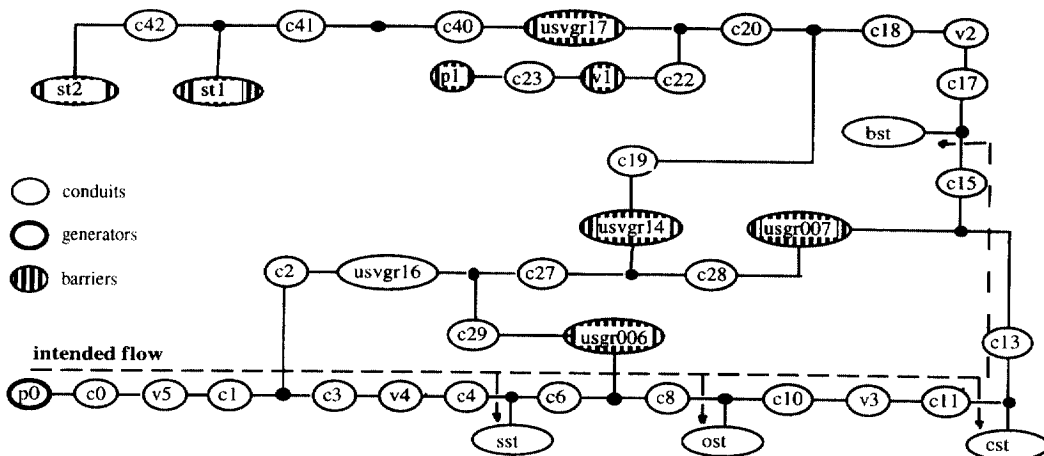 c42 c41 c40 usvgr17 c20 c18 v2
st2 st1 p1 c23 v1 c22 c17
bst
c19 c15
conduits
generators
barriers
usvgr14 usgr007
c2 usvgr16 c27 c28
c29 usgr006 c13
intended flow
p0 c0 v5 c1 c3 v4 c4 c6 c8 c10 v3 c11
sst ost cst